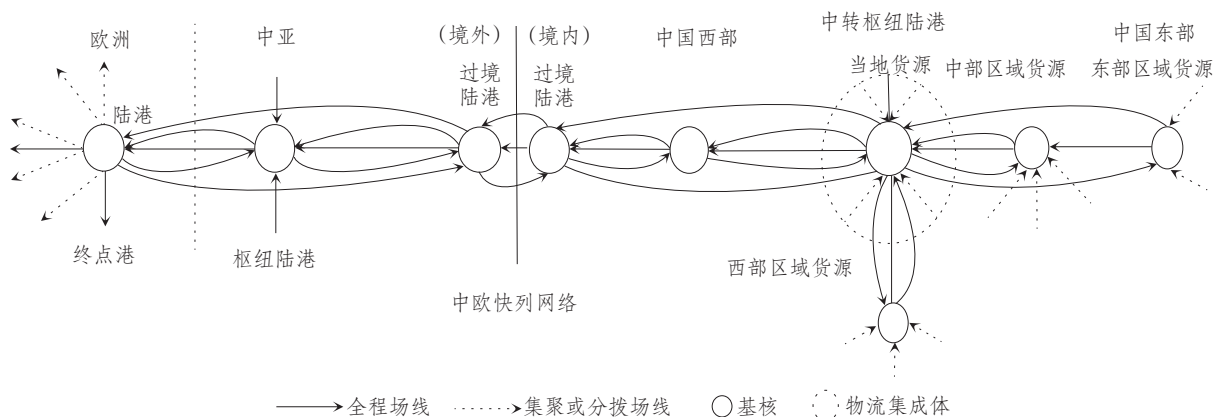 欧洲
中亚
(境外)
(境内)
中国西部
中转枢纽陆港
中国东部
过境
陆港
过境
陆港
当地货源
中部区域货源
东部区域货源
陆港
终点港
枢纽陆港
西部区域货源
中欧快列网络
全程场线
集聚或分拨场线
基核
物流集成体